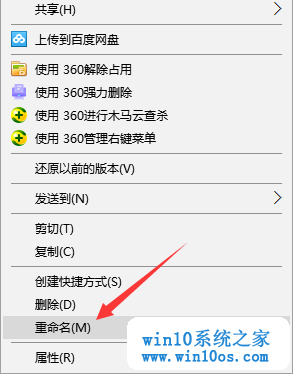 共享(H)
上传到百度网盘
使用 360解除占用
使用 360强力删除
使用 360进行木马云查杀
使用 360管理右键菜单
还原以前的版本(V)
发送到(N)
剪切(T)
复制(C)
创建快捷方式(S)
删除(D)
重命名(M)
属性(R)
win10系统之家
www.win10os.com